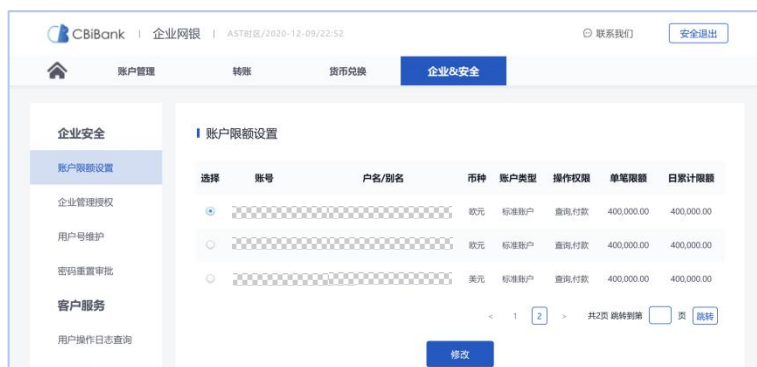 CBiBank | 企业网银 | AST时区/2020-12-09/22:52 联系我们 安全退出
账户管理 转账 货币兑换 企业&安全
企业安全
账户限额设置
企业管理授权
用户号维护
密码重置审批
客户服务
用户操作日志查询
账户限额设置
选择 账号 户名/别名 币种 账户类型 操作权限 单笔限额 日累计限额
欧元 标准账户 查询,付款 400,000.00 400,000.00
欧元 标准账户 查询,付款 400,000.00 400,000.00
美元 标准账户 查询,付款 400,000.00 400,000.00
< 1 2 > 共2页 跳转到第 页 跳转
修改